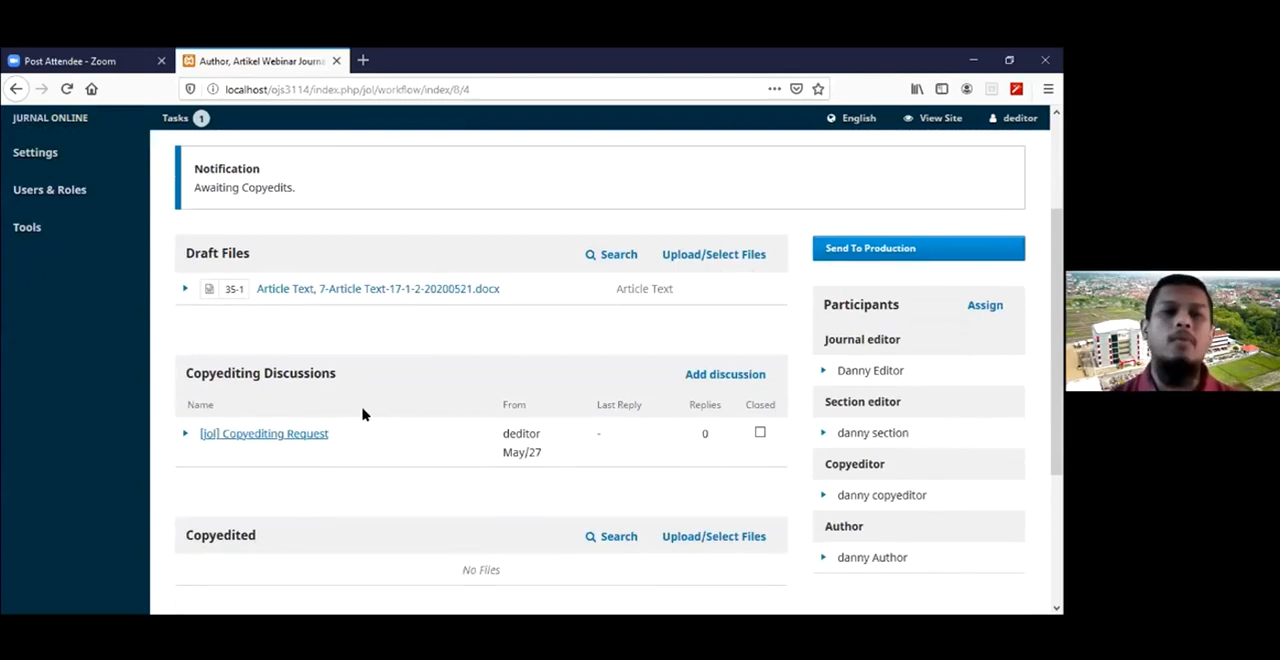 Post Attendee - Zoom
Author, Artikel Webinar Journa
localhost/ojs3114/index.php/jol/workflow/index/8/4
JURNAL ONLINE
Tasks 1
English
View Site
deditor
Settings
Users & Roles
Tools
Notification
Awaiting Copyedits.
Draft Files
Search
Upload/Select Files
35-1
Article Text, 7-Article Text-17-1-2-20200521.docx
Article Text
Copyediting Discussions
Add discussion
Name From Last Reply Replies Closed
[jol] Copyediting Request
deditor
May/27
-
0
Copyedited
Search
Upload/Select Files
No Files
Send To Production
Participants
Assign
Journal editor
Danny Editor
Section editor
danny section
Copyeditor
danny copyeditor
Author
danny Author